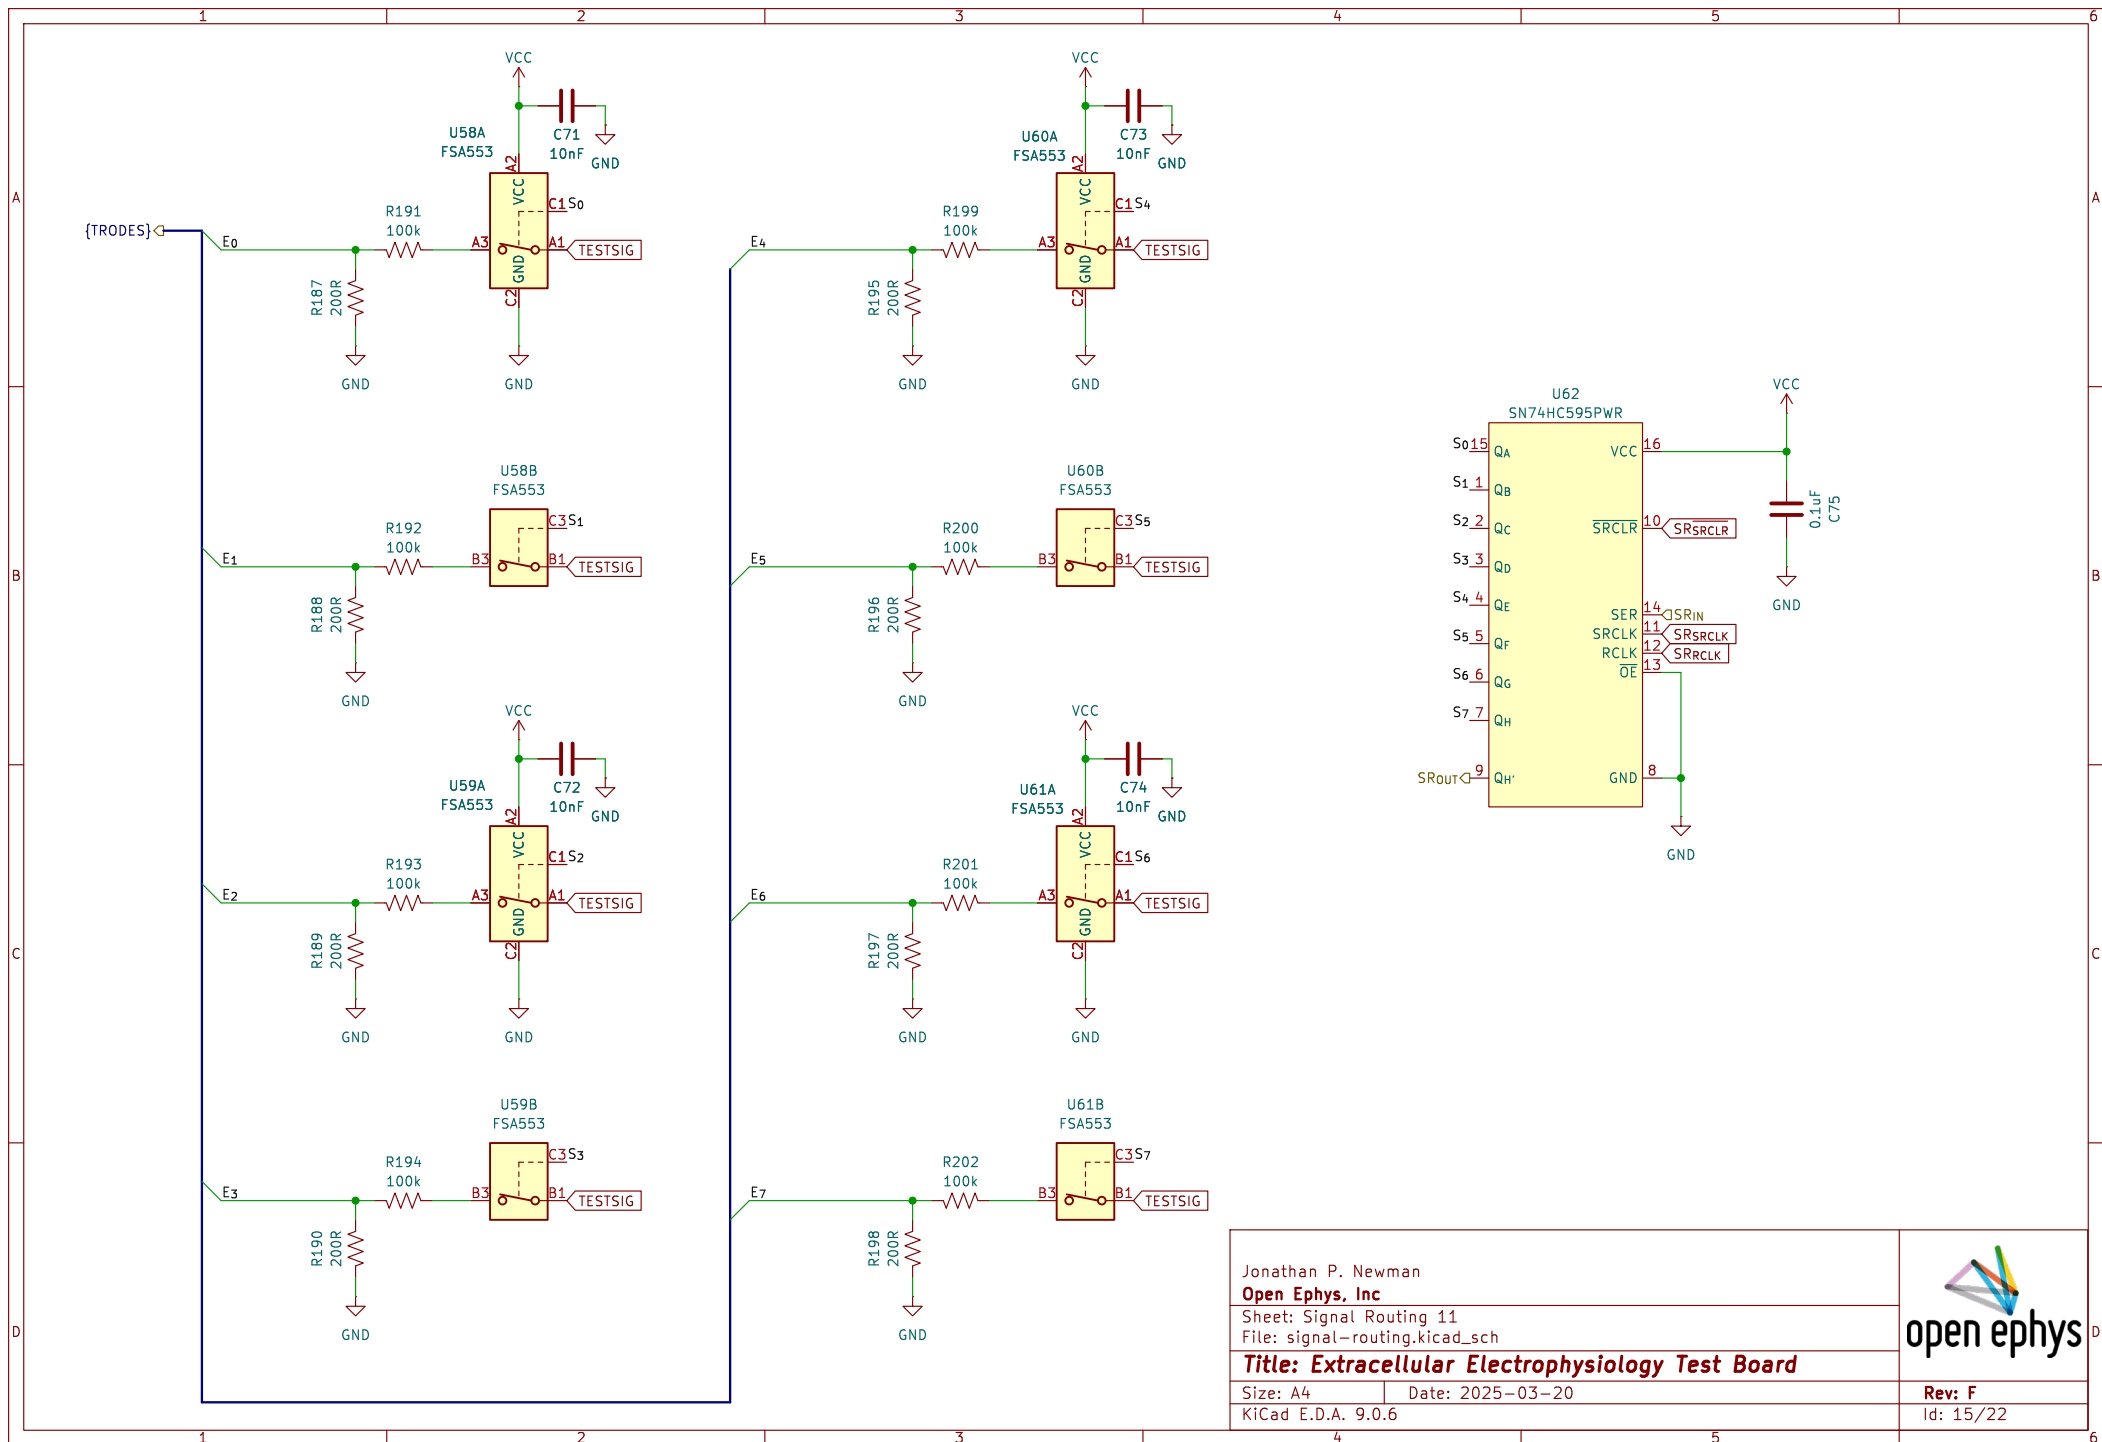 1 2 3 4 5 6
A
B
C
D
A
B
C
D
1 2 3 4 5 6
{TRODES}
VCC
U58A
FSA553
C71
10nF
GND
A2
VCC
C1 S0
E0
R191
100k
A3
A1
TESTSIG
GND
C2
R187
200R
GND
GND
U58B
FSA553
C3 S1
E1
R192
100k
B3
B1
TESTSIG
R188
200R
GND
VCC
U59A
FSA553
C72
10nF
GND
A2
VCC
C1 S2
E2
R193
100k
A3
A1
TESTSIG
GND
C2
R189
200R
GND
GND
U59B
FSA553
C3 S3
E3
R194
100k
B3
B1
TESTSIG
R190
200R
GND
VCC
U60A
FSA553
C73
10nF
GND
A2
VCC
C1 S4
E4
R199
100k
A3
A1
TESTSIG
GND
C2
R195
200R
GND
GND
U60B
FSA553
C3 S5
E5
R200
100k
B3
B1
TESTSIG
R196
200R
GND
VCC
U61A
FSA553
C74
10nF
GND
A2
VCC
C1 S6
E6
R201
100k
A3
A1
TESTSIG
GND
C2
R197
200R
GND
GND
U61B
FSA553
C3 S7
E7
R202
100k
B3
B1
TESTSIG
R198
200R
GND
U62
SN74HC595PWR
VCC
S0 15 QA VCC 16
S1 1 QB
S2 2 QC SRCLR 10 SRSRCLR
0.1uF
C75
S3 3 QD
S4 4 QE
GND
SER 14 SRIN
S5 5 QF SRCLK 11 SRSRCLK
RCLK 12 SRRCLK
S6 6 QG OE 13
S7 7 QH
SROUT 9 QH' GND 8
GND
Jonathan P. Newman
Open Ephys, Inc
Sheet: Signal Routing 11
File: signal-routing.kicad_sch
Title: Extracellular Electrophysiology Test Board
Size: A4 Date: 2025-03-20 Rev: F
KiCad E.D.A. 9.0.6 Id: 15/22
open ephys